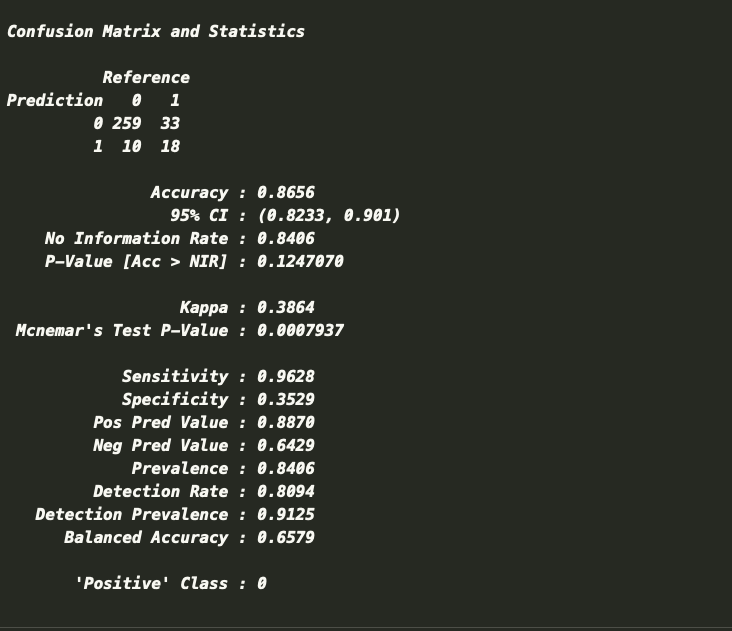 Confusion Matrix and Statistics
Reference
Prediction 0 1
0 259 33
1 10 18
Accuracy : 0.8656
95% CI : (0.8233, 0.901)
No Information Rate : 0.8406
P-Value [Acc > NIR] : 0.1247070
Kappa : 0.3864
Mcnemar's Test P-Value : 0.0007937
Sensitivity : 0.9628
Specificity : 0.3529
Pos Pred Value : 0.8870
Neg Pred Value : 0.6429
Prevalence : 0.8406
Detection Rate : 0.8094
Detection Prevalence : 0.9125
Balanced Accuracy : 0.6579
'Positive' Class : 0